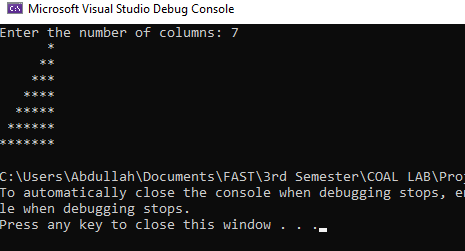 Microsoft Visual Studio Debug Console
Enter the number of columns: 7
      *
     **
    ***
   ****
  *****
 ******
*******
C:\Users\Abdullah\Documents\FAST\3rd Semester\COAL LAB\Proj
To automatically close the console when debugging stops, en
le when debugging stops.
Press any key to close this window . . .